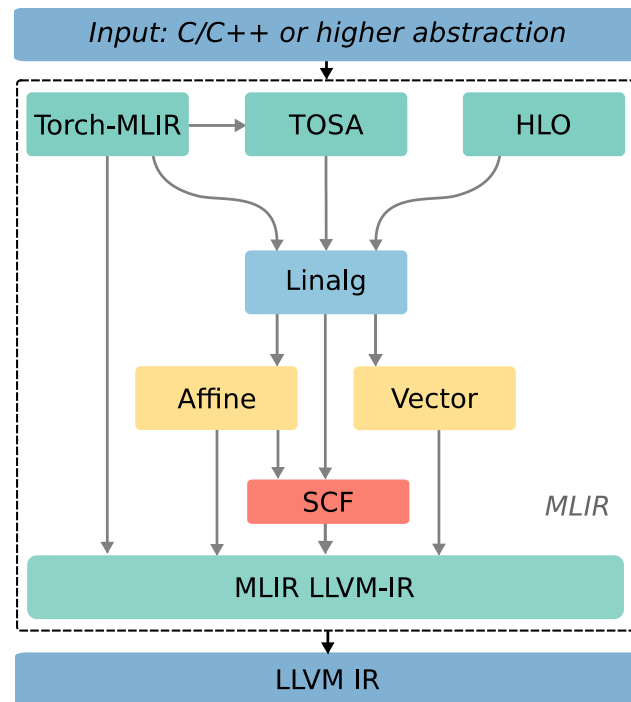 Input: C/C++ or higher abstraction
Torch-MLIR
TOSA
HLO
Linalg
Affine
Vector
SCF
MLIR
MLIR LLVM-IR
LLVM IR